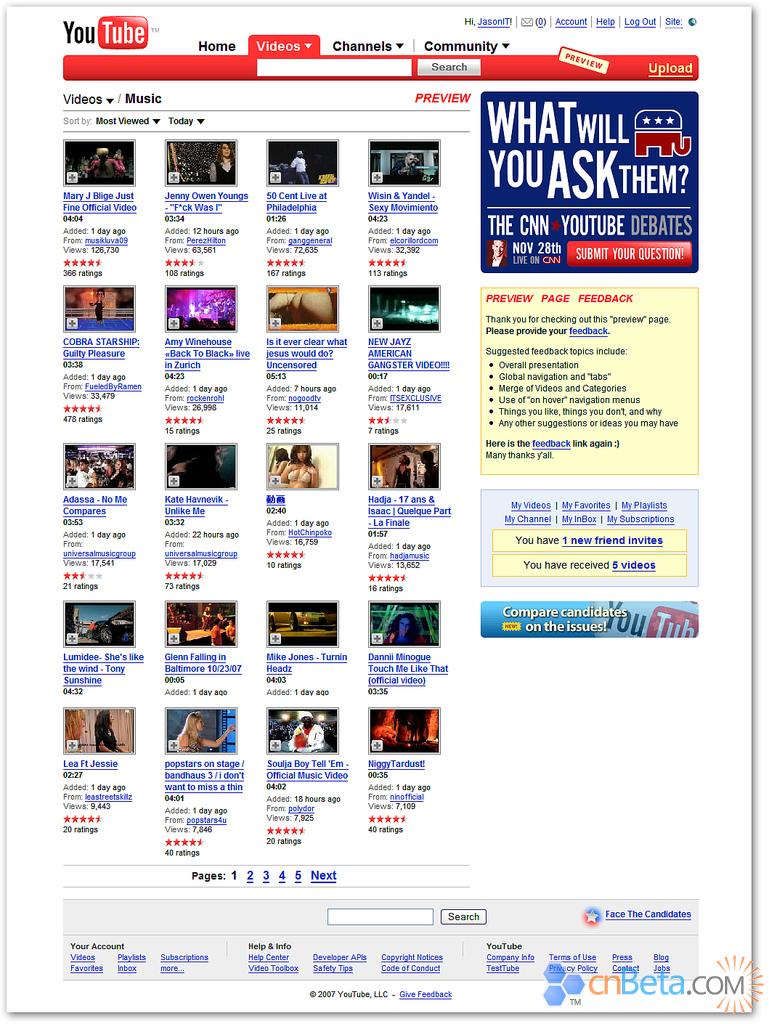 YouTube TM
Hi, JasonIT! | (0) | Account | Help | Log Out | Site:
Home Videos Channels Community
Search PREVIEW Upload
Videos / Music PREVIEW
Sort by: Most Viewed Today
Mary J Blige Just
Fine Official Video
04:04
Added: 1 day ago
From: musikluva09
Views: 126,730
366 ratings
Jenny Owen Youngs
- "F*ck Was I"
03:34
Added: 12 hours ago
From: PerezHilton
Views: 63,561
108 ratings
50 Cent Live at
Philadelphia
01:26
Added: 1 day ago
From: ganggeneral
Views: 72,635
167 ratings
Wisin & Yandel -
Sexy Movimiento
04:23
Added: 1 day ago
From: elcorillordcom
Views: 32,392
113 ratings
COBRA STARSHIP:
Guilty Pleasure
03:38
Added: 1 day ago
From: FueledByRamen
Views: 33,479
478 ratings
Amy Winehouse
«Back To Black» live
in Zurich
04:23
Added: 1 day ago
From: rockenrohl
Views: 26,998
15 ratings
Is it ever clear what
jesus would do?
Uncensored
05:13
Added: 7 hours ago
From: nogoodtv
Views: 11,014
25 ratings
NEW JAYZ
AMERICAN
GANGSTER VIDEO!!!!
00:17
Added: 1 day ago
From: ITSEXCLUSIVE
Views: 17,611
7 ratings
Adassa - No Me
Compares
03:53
Added: 1 day ago
From:
universalmusicgroup
Views: 17,541
21 ratings
Kate Havnevik -
Unlike Me
03:32
Added: 22 hours ago
From:
universalmusicgroup
Views: 17,029
73 ratings
動画
02:40
Added: 1 day ago
From: HotChinpoko
Views: 16,759
10 ratings
Hadja - 17 ans &
Isaac | Quelque Part
- La Finale
01:57
Added: 1 day ago
From: hadjamusic
Views: 13,652
16 ratings
Lumidee- She's like
the wind - Tony
Sunshine
04:32
Glenn Falling in
Baltimore 10/23/07
00:05
Added: 1 day ago
Mike Jones - Turnin
Headz
04:03
Added: 1 day ago
Dannii Minogue
Touch Me Like That
(official video)
03:35
Lea Ft Jessie
02:27
Added: 1 day ago
From: leastreetskillz
Views: 9,443
20 ratings
popstars on stage /
bandhaus 3 / i don't
want to miss a thin
04:01
Added: 1 day ago
From: popstars4u
Views: 7,846
40 ratings
Soulja Boy Tell 'Em -
Official Music Video
04:02
Added: 18 hours ago
From: polydor
Views: 7,925
20 ratings
NiggyTardust!
00:35
Added: 1 day ago
From: ninofficial
Views: 7,109
40 ratings
Pages: 1 2 3 4 5 Next
WHAT WILL
YOU ASK THEM?
THE CNN YOUTUBE DEBATES
NOV 28th
LIVE ON CNN
SUBMIT YOUR QUESTION!
PREVIEW PAGE FEEDBACK
Thank you for checking out this "preview" page.
Please provide your feedback.
Suggested feedback topics include:
• Overall presentation
• Global navigation and "tabs"
• Merge of Videos and Categories
• Use of "on hover" navigation menus
• Things you like, things you don't, and why
• Any other suggestions or ideas you may have
Here is the feedback link again :)
Many thanks y'all.
My Videos | My Favorites | My Playlists
My Channel | My InBox | My Subscriptions
You have 1 new friend invites
You have received 5 videos
Compare candidates
NEW! on the issues!
YouTub
Search Face The Candidates
Your Account
Videos Playlists Subscriptions
Favorites Inbox more...
Help & Info
Help Center Developer APIs Copyright Notices
Video Toolbox Safety Tips Code of Conduct
YouTube
Company Info Terms of Use Press Blog
TestTube Privacy Policy Contact Jobs
© 2007 YouTube, LLC - Give Feedback
cnBeta.COM
TM